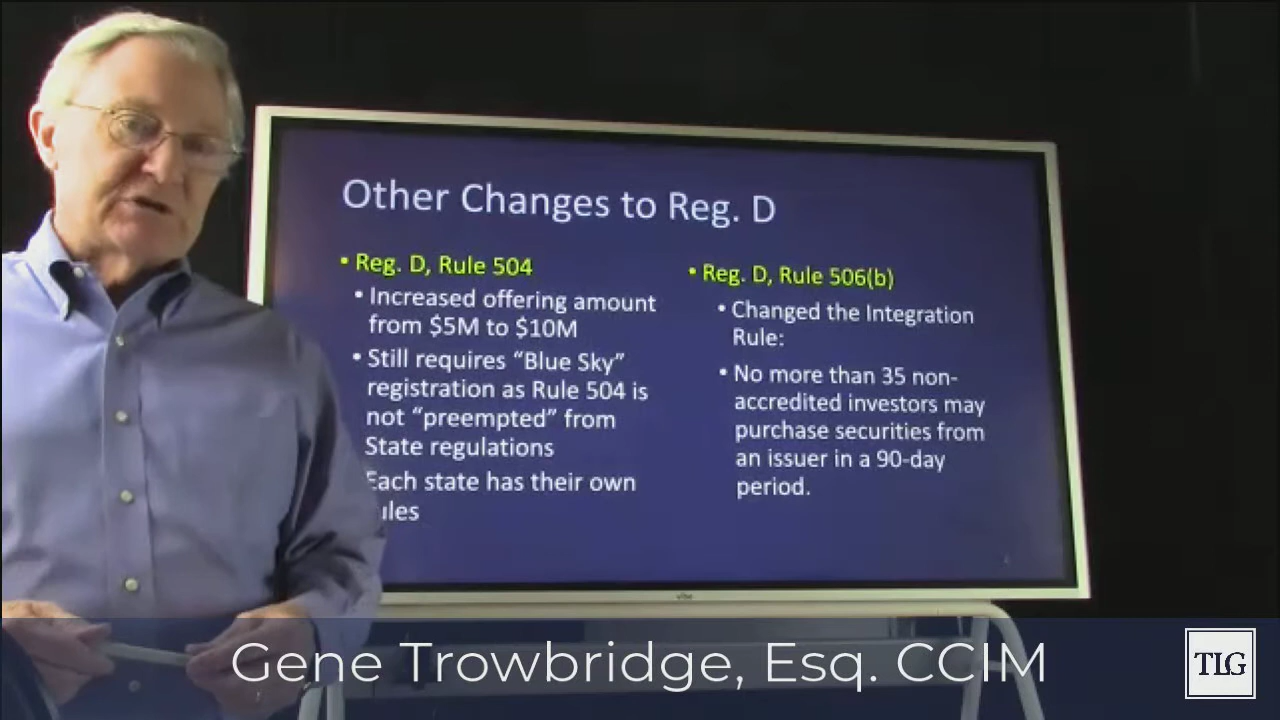 Other Changes to Reg. D
• Reg. D, Rule 504
• Increased offering amount
from $5M to $10M
• Still requires “Blue Sky”
registration as Rule 504 is
not “preempted” from
State regulations
Each state has their own
ules
• Reg. D, Rule 506(b)
• Changed the Integration
Rule:
• No more than 35 non-
accredited investors may
purchase securities from
an issuer in a 90-day
period.
vibe
Gene Trowbridge, Esq. CCIM
TLG